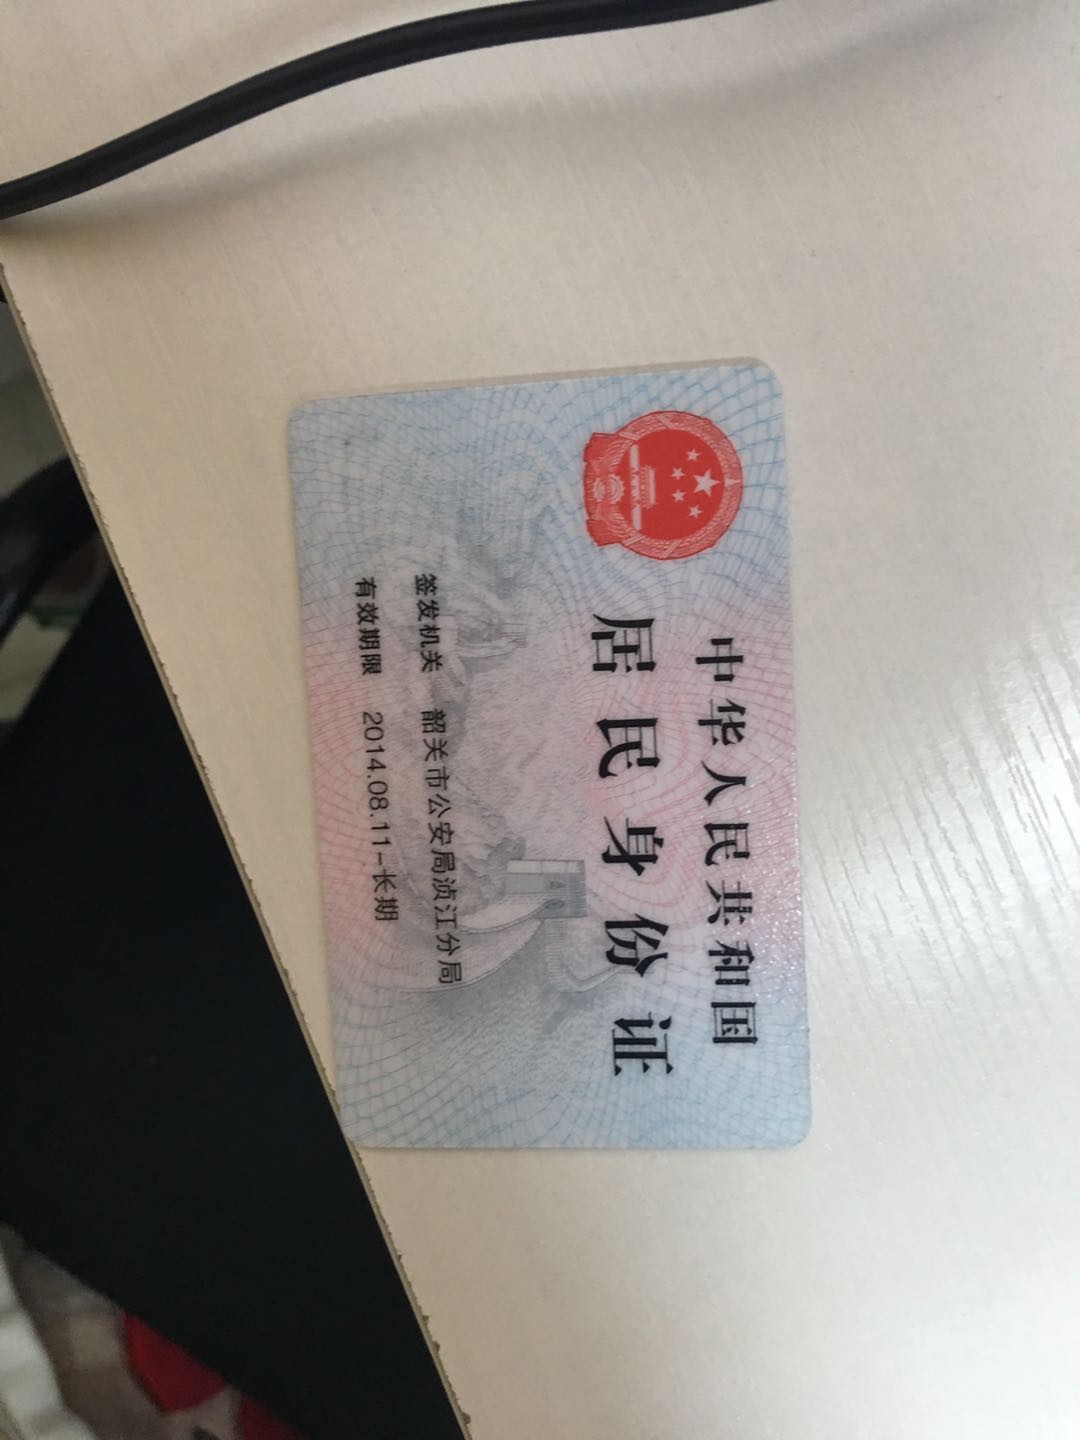 中华人民共和国
居民身份证
签发机关 韶关市公安局浈江分局
有效期限 2014.08.11-长期